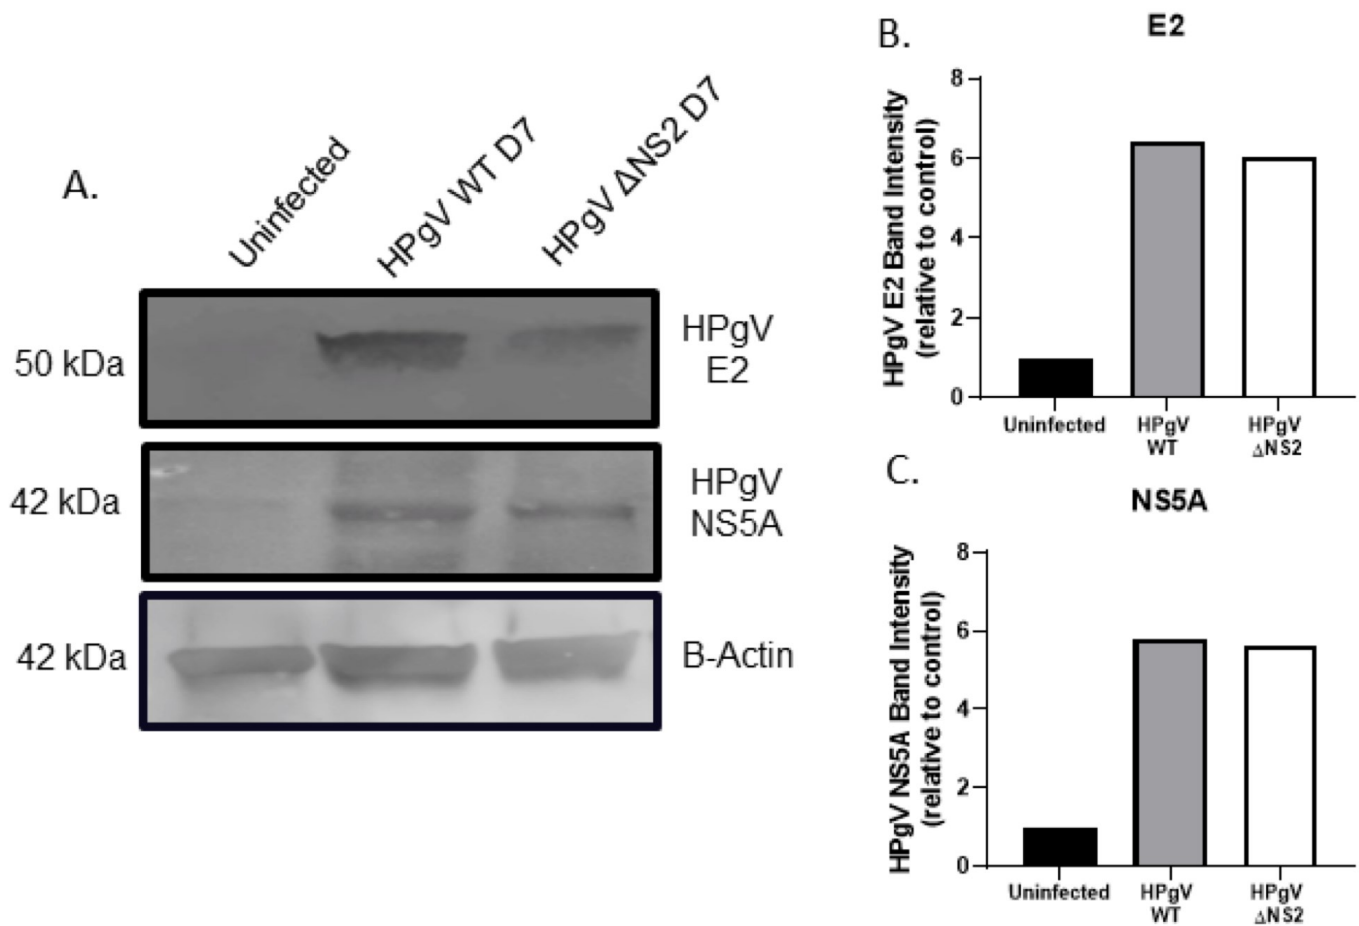 A.
Uninfected
HPgV WT D7
HPgV ΔNS2 D7
50 kDa
HPgV
E2
42 kDa
HPgV
NS5A
42 kDa
B-Actin
B.
E2
HPgV E2 Band Intensity
(relative to control)
8
6
4
2
0
Uninfected
HPgV
WT
HPgV
ΔNS2
C.
NS5A
HPgV NS5A Band Intensity
(relative to control)
8
6
4
2
0
Uninfected
HPgV
WT
HPgV
ΔNS2